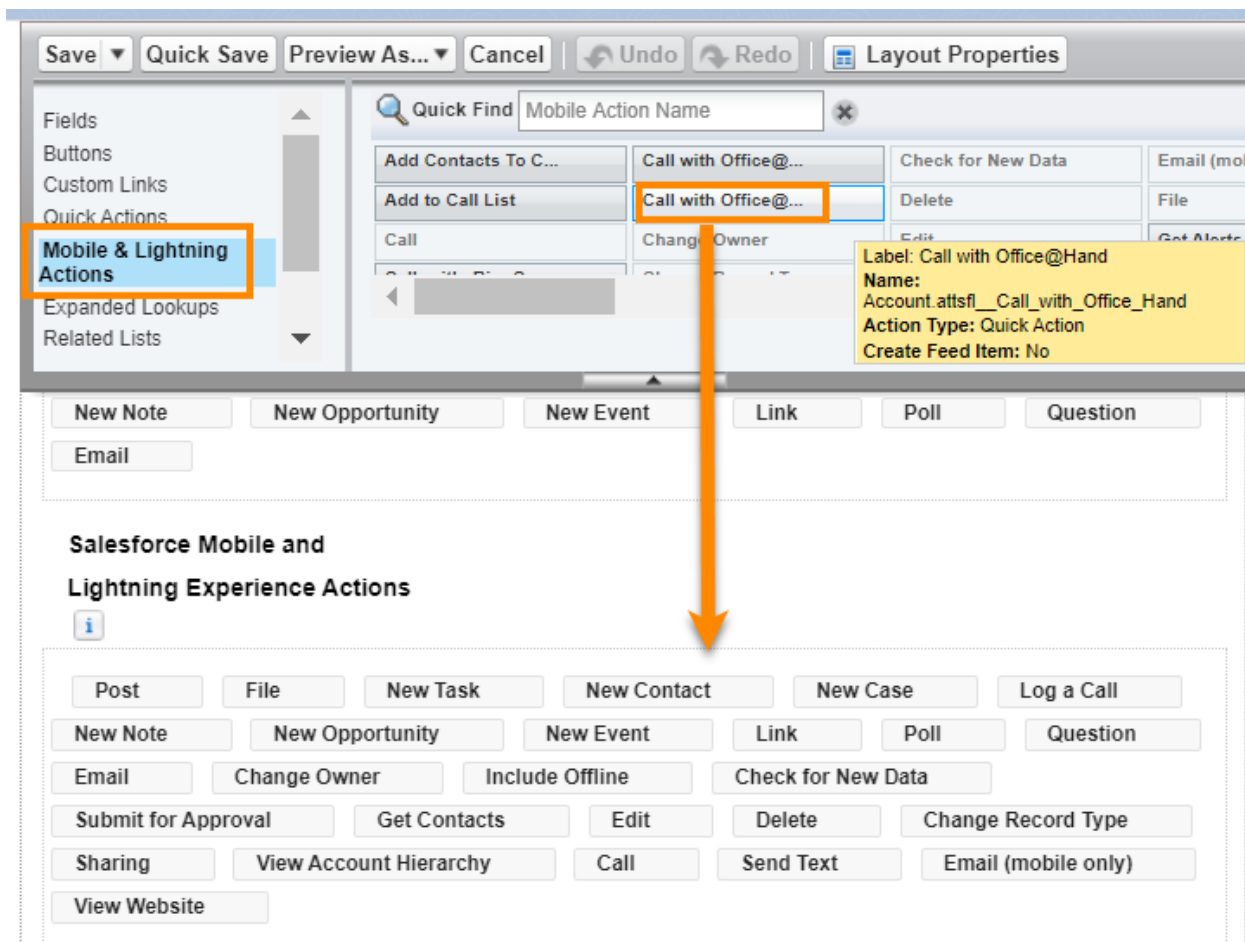 Save Quick Save Preview As... Cancel Undo Redo Layout Properties
Fields
Buttons
Custom Links
Quick Actions
Mobile & Lightning
Actions
Expanded Lookups
Related Lists
Quick Find Mobile Action Name
Add Contacts To C... Call with Office@... Check for New Data Email (mo
Add to Call List Call with Office@... Delete File
Call Change Owner Edit Get Alerts
Label: Call with Office@Hand
Name:
Account.attsfl__Call_with_Office_Hand
Action Type: Quick Action
Create Feed Item: No
New Note New Opportunity New Event Link Poll Question
Email
Salesforce Mobile and
Lightning Experience Actions
i
Post File New Task New Contact New Case Log a Call
New Note New Opportunity New Event Link Poll Question
Email Change Owner Include Offline Check for New Data
Submit for Approval Get Contacts Edit Delete Change Record Type
Sharing View Account Hierarchy Call Send Text Email (mobile only)
View Website